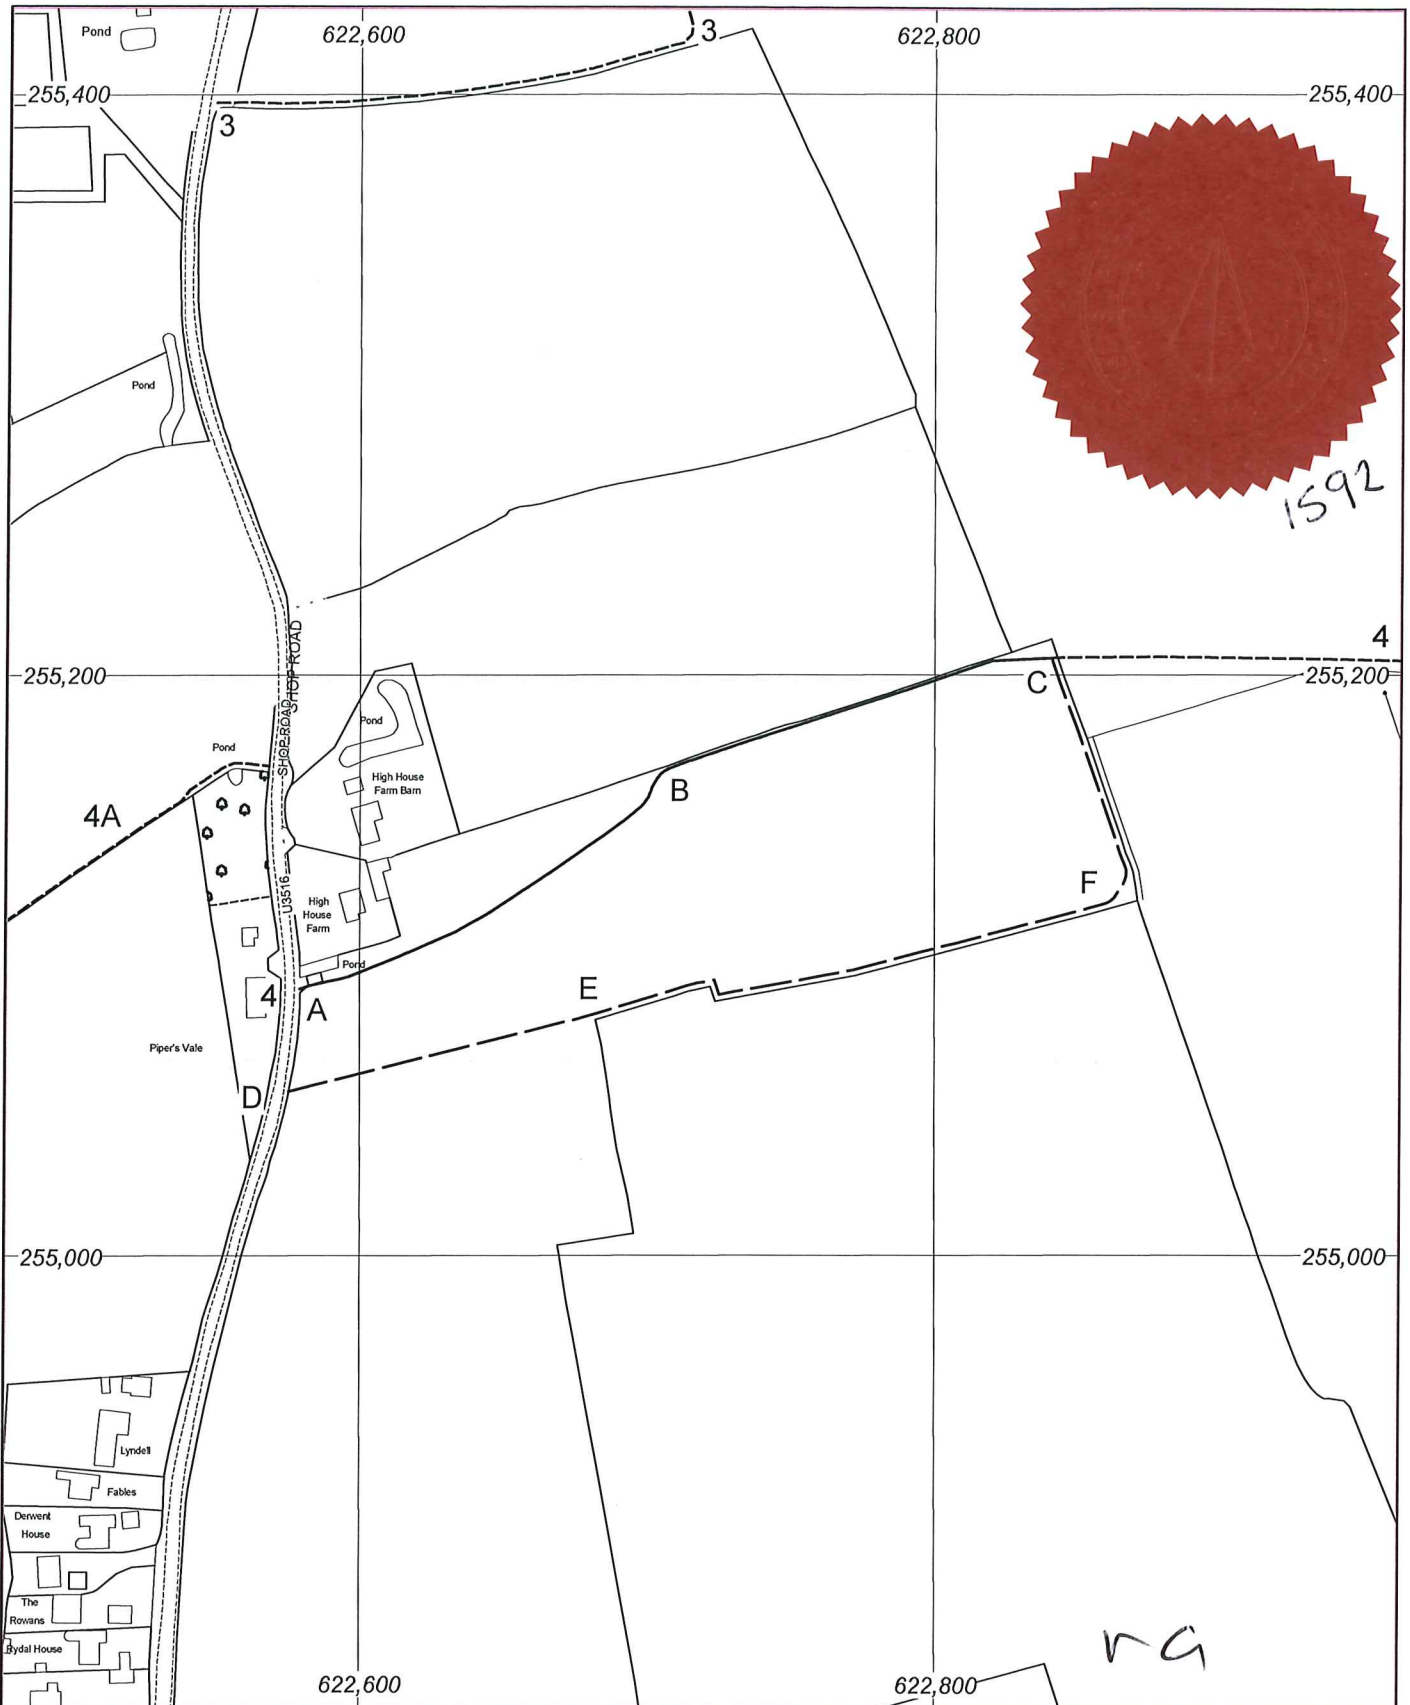 Pond
622,600
3
622,800
255,400
255,400
3
1592
Pond
SHOP ROAD
4
255,200
255,200
C
SHOP ROAD
Pond
Pond
High House
Farm Barn
B
4A
U3516
F
High
House
Farm
Pond
E
4
A
Piper's Vale
D
255,000
255,000
Lyndell
Fables
Derwent
House
The
Rowans
Rydal House
622,600
622,800